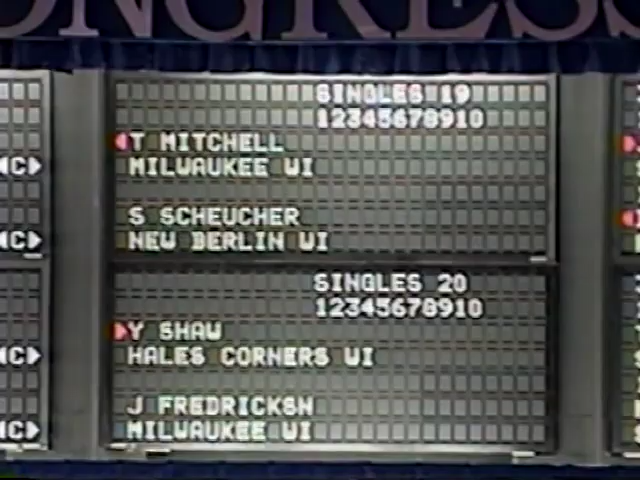 ONGRESS
SINGLES 19
12345678910
T MITCHELL
MILWAUKEE WI
S SCHEUCHER
NEW BERLIN WI
SINGLES 20
12345678910
Y SHAW
HALES CORNERS WI
J FREDRICKSN
MILWAUKEE WI
C
C
C
C